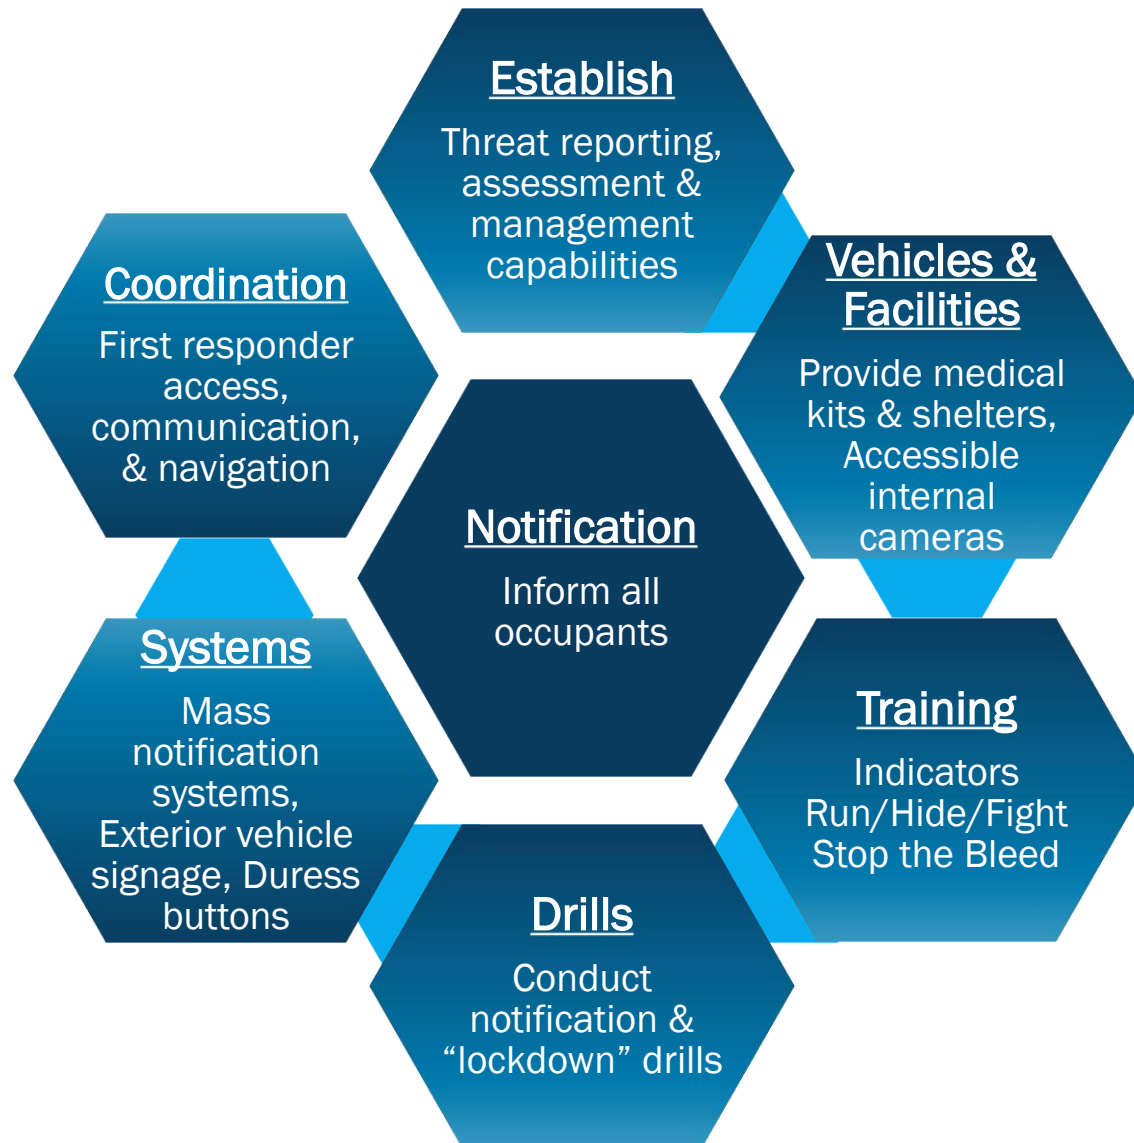 Establish
Threat reporting,
assessment &
management
capabilities
Vehicles &
Facilities
Provide medical
kits & shelters,
Accessible
internal
cameras
Training
Indicators
Run/Hide/Fight
Stop the Bleed
Drills
Conduct
notification &
“lockdown” drills
Systems
Mass
notification
systems,
Exterior vehicle
signage, Duress
buttons
Coordination
First responder
access,
communication,
& navigation
Notification
Inform all
occupants